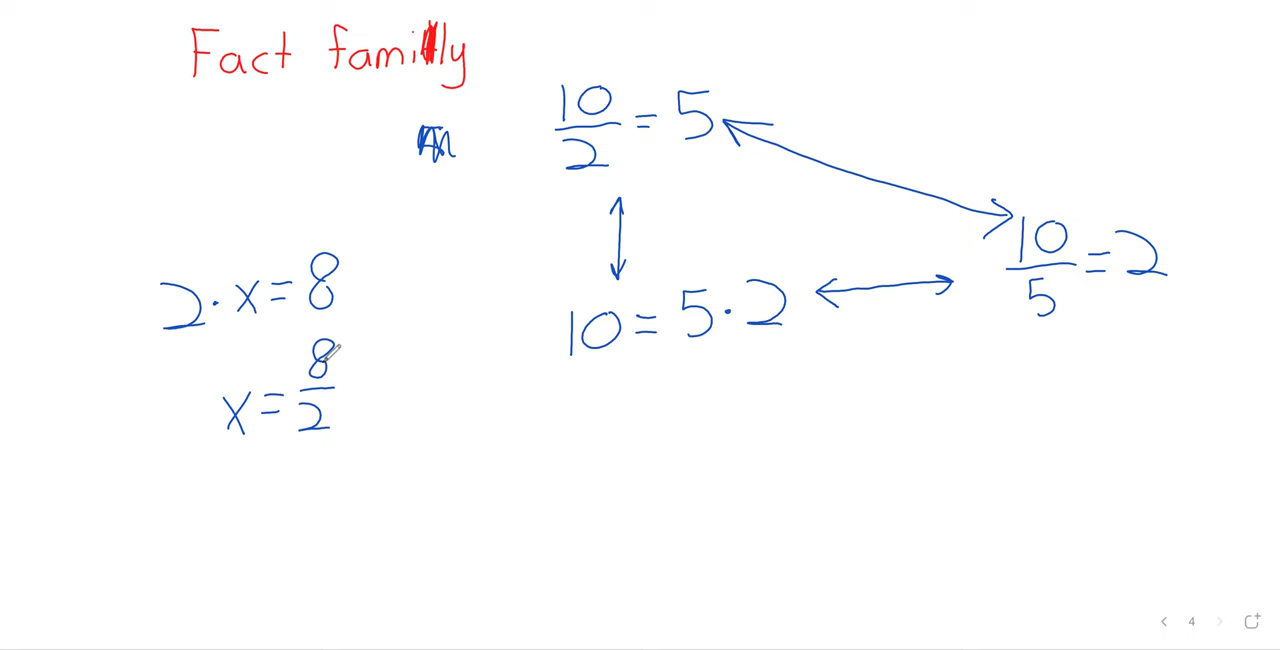 Fact family
10/2 = 5
10/5 = 2
2 · x = 8
10 = 5 · 2
x = 8/2
4